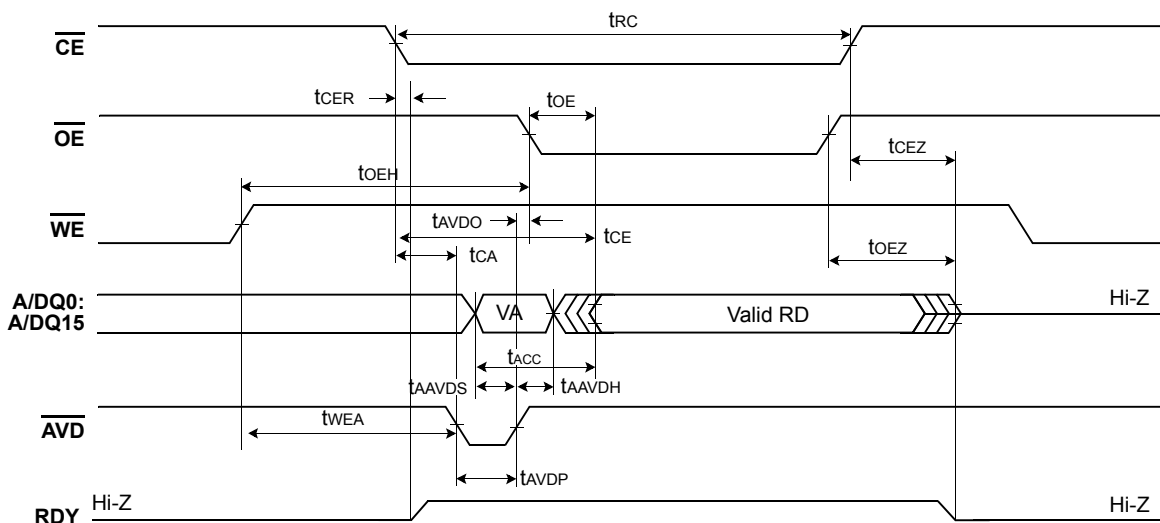 tRC
CE
tCER
tOE
OE
tCEZ
tOEH
WE
tAVDO
tCE
tCA
tOEZ
A/DQ0:
A/DQ15
VA
Valid RD
Hi-Z
tACC
tAAVDS
tAAVDH
AVD
tWEA
tAVDP
Hi-Z
Hi-Z
RDY